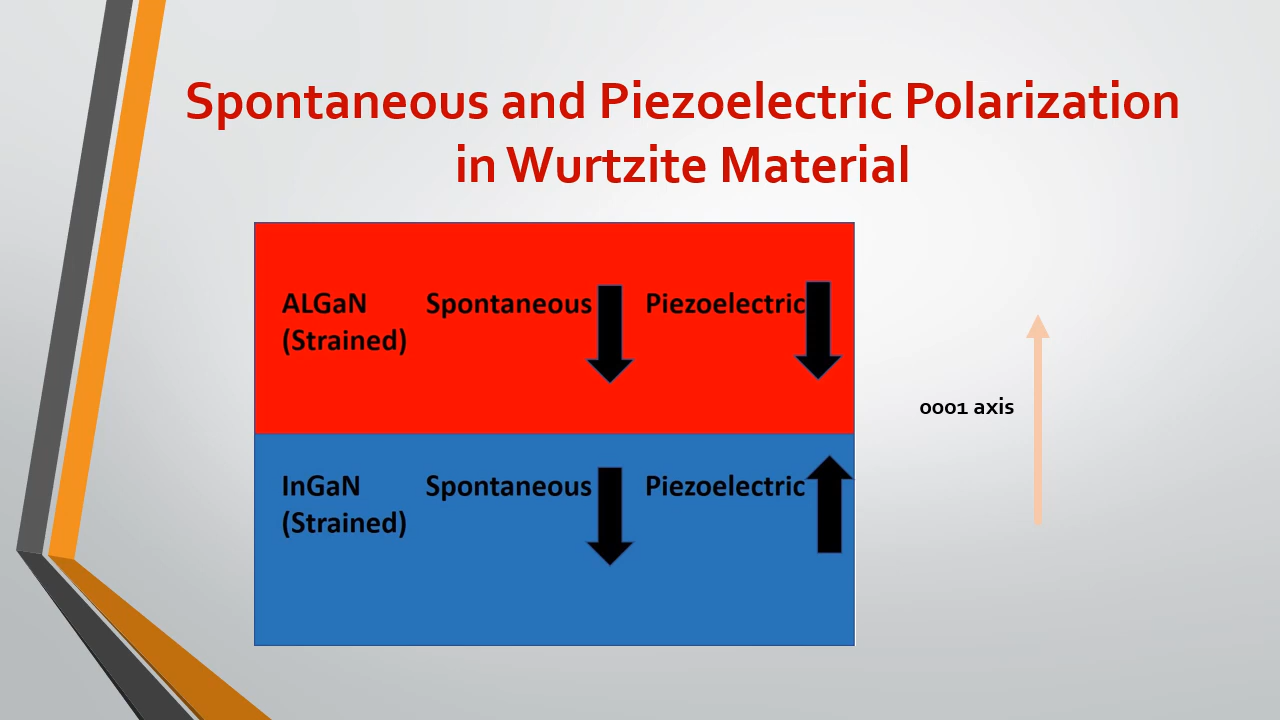 Spontaneous and Piezoelectric Polarization
in Wurtzite Material
ALGaN Spontaneous Piezoelectric
(Strained)
0001 axis
InGaN Spontaneous Piezoelectric
(Strained)